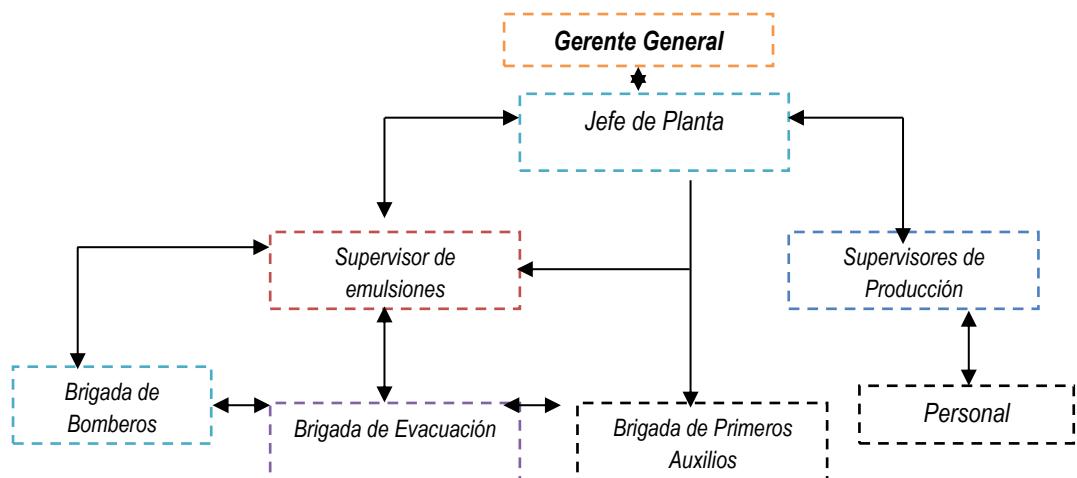 Gerente General
Jefe de Planta
Supervisor de
emulsiones
Supervisores de
Producción
Brigada de
Bomberos
Brigada de Evacuación
Brigada de Primeros
Auxilios
Personal